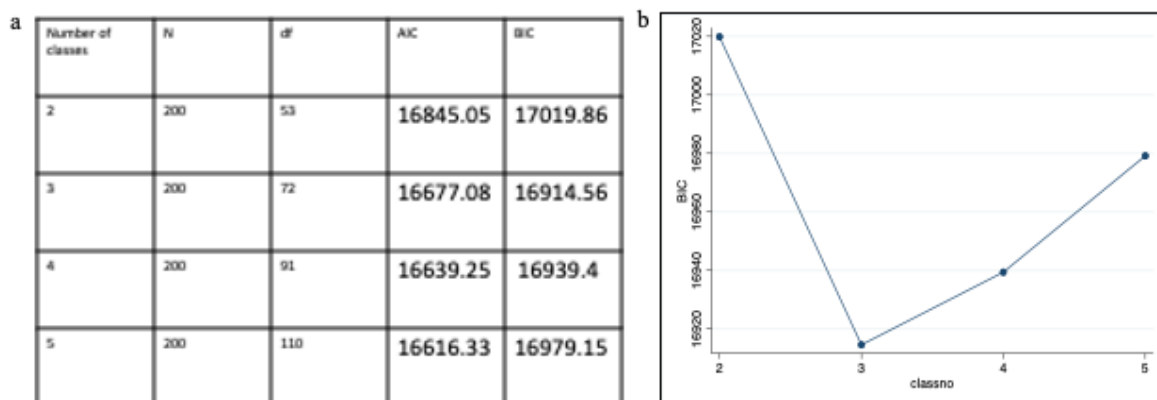 a
Number of classes N df AIC BIC
2 200 53 16845.05 17019.86
3 200 72 16677.08 16914.56
4 200 91 16639.25 16939.4
5 200 110 16616.33 16979.15
b
BIC
17020
17000
16980
16960
16940
16920
2 3 4 5
classno